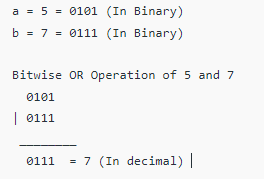 a = 5 = 0101 (In Binary)
b = 7 = 0111 (In Binary)
Bitwise OR Operation of 5 and 7
0101
| 0111
________
0111 = 7 (In decimal) |